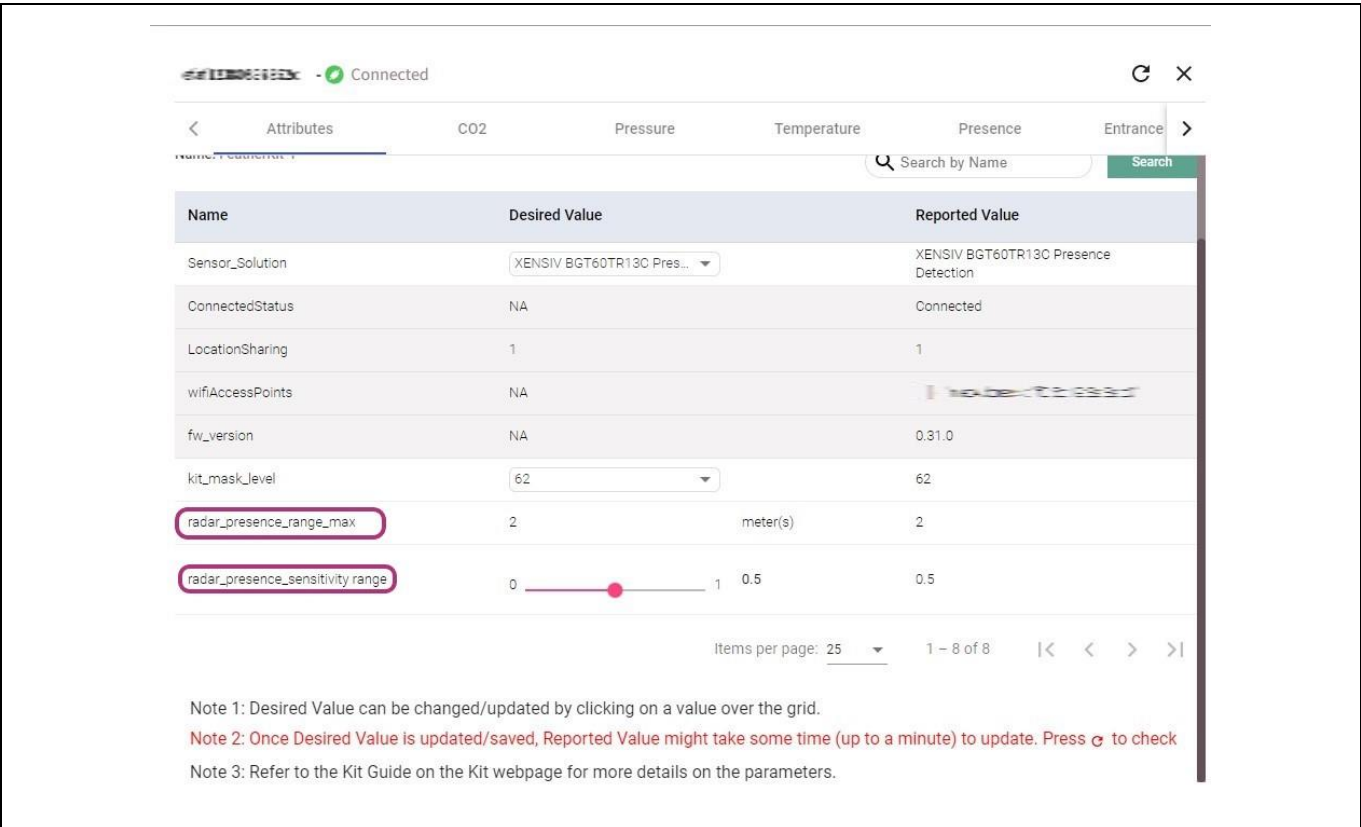 - Connected
Attributes CO2 Pressure Temperature Presence Entrance
Search by Name Search
Name Desired Value Reported Value
Sensor_Solution XENSIV BGT60TR13C Pres... XENSIV BGT60TR13C Presence
Detection
ConnectedStatus NA Connected
LocationSharing 1 1
wifiAccessPoints NA
fw_version NA 0.31.0
kit_mask_level 62 62
radar_presence_range_max 2 meter(s) 2
radar_presence_sensitivity range 0 1 0.5 0.5
Items per page: 25 1 – 8 of 8
Note 1: Desired Value can be changed/updated by clicking on a value over the grid.
Note 2: Once Desired Value is updated/saved, Reported Value might take some time (up to a minute) to update. Press to check
Note 3: Refer to the Kit Guide on the Kit webpage for more details on the parameters.